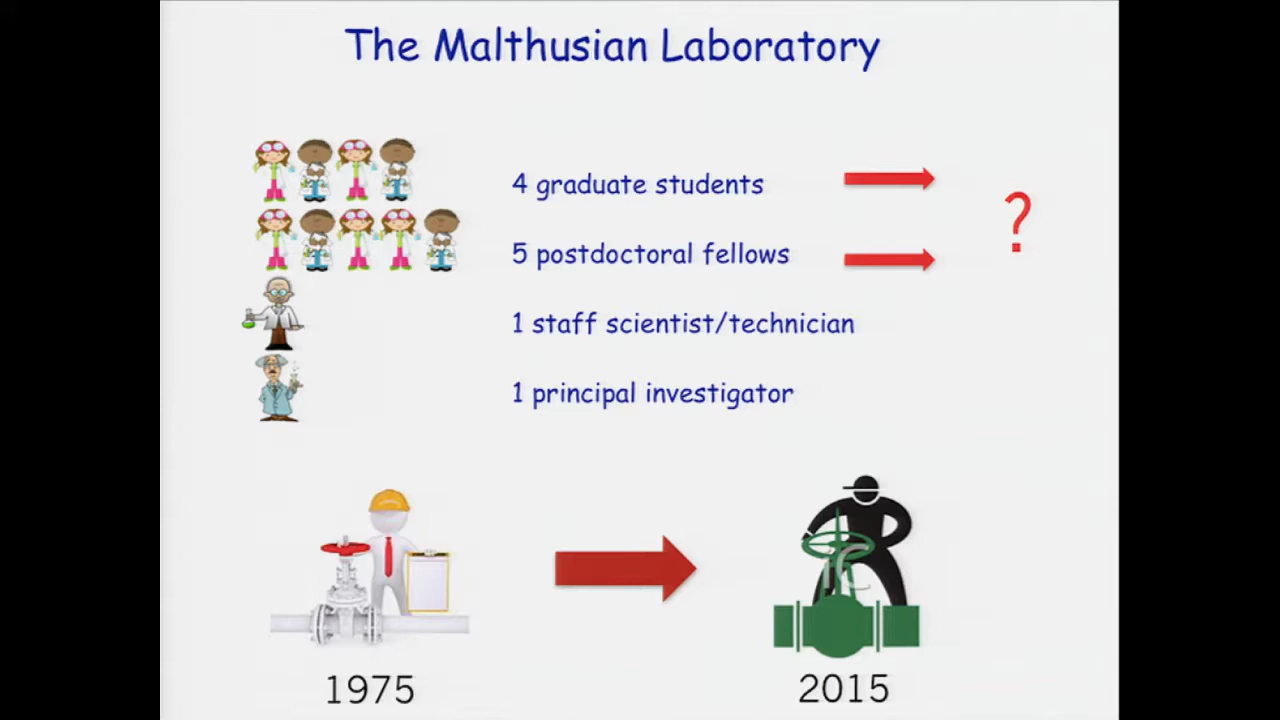 The Malthusian Laboratory
4 graduate students
?
5 postdoctoral fellows
1 staff scientist/technician
1 principal investigator
1975
2015